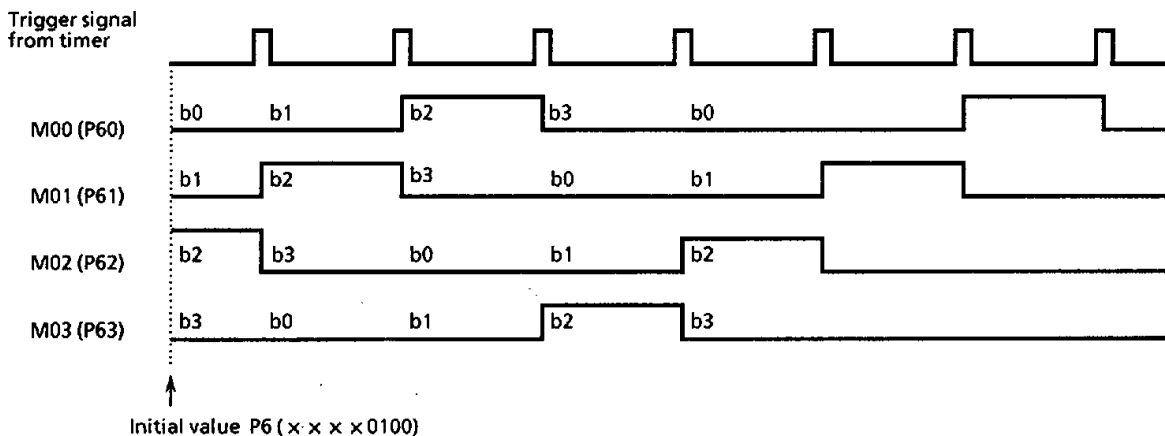 Trigger signal
from timer
b0 b1 b2 b3 b0
M00 (P60)
b1 b2 b3 b0 b1
M01 (P61)
b2 b3 b0 b1 b2
M02 (P62)
b3 b0 b1 b2 b3
M03 (P63)
Initial value P6 (××××0100)